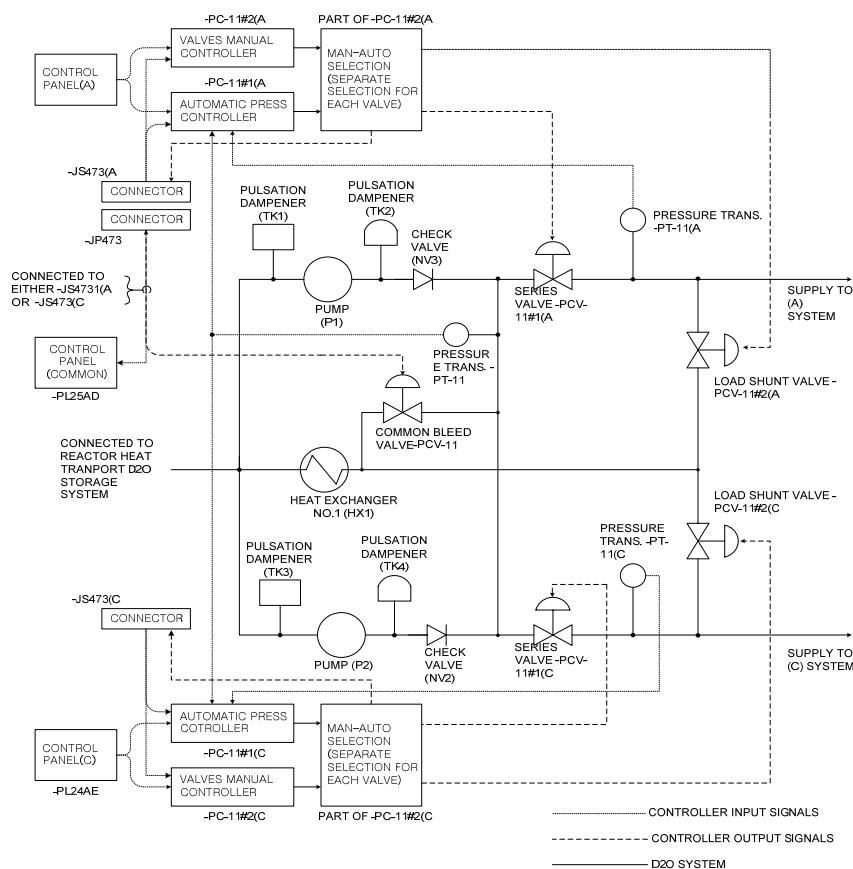 -PC-11#2(A
PART OF -PC-11#2(A
VALVES MANUAL
CONTROLLER
CONTROL
PANEL(A)
MAN-AUTO
SELECTION
(SEPARATE
SELECTION FOR
EACH VALVE)
-PC-11#1(A
AUTOMATIC PRESS
CONTROLLER
-JS473(A
CONNECTOR
CONNECTOR
-JP473
PULSATION
DAMPENER
(TK1)
PULSATION
DAMPENER
(TK2)
CHECK
VALVE
(NV3)
PRESSURE TRANS.
-PT-11(A
CONNECTED TO
EITHER -JS4731(A
OR -JS473(C
PUMP
(P1)
SERIES
VALVE -PCV-
11#1(A
SUPPLY TO
(A)
SYSTEM
CONTROL
PANEL
(COMMON)
-PL25AD
PRESSUR
E TRANS. -
PT-11
LOAD SHUNT VALVE -
PCV-11#2(A
COMMON BLEED
VALVE-PCV-11
CONNECTED TO
REACTOR HEAT
TRANPORT D2O
STORAGE
SYSTEM
HEAT EXCHANGER
NO.1 (HX1)
LOAD SHUNT VALVE -
PCV-11#2(C
PULSATION
DAMPENER
(TK3)
PULSATION
DAMPENER
(TK4)
PRESSURE
TRANS. -PT-
11(C
-JS473(C
CONNECTOR
PUMP (P2)
CHECK
VALVE
(NV2)
SERIES
VALVE -PCV-
11#1(C
SUPPLY TO
(C) SYSTEM
AUTOMATIC PRESS
COTROLLER
-PC-11#1(C
MAN-AUTO
SELECTION
(SEPARATE
SELECTION FOR
EACH VALVE)
CONTROL
PANEL(C)
-PL24AE
VALVES MANUAL
CONTROLLER
-PC-11#2(C
PART OF -PC-11#2(C
CONTROLLER INPUT SIGNALS
CONTROLLER OUTPUT SIGNALS
D2O SYSTEM